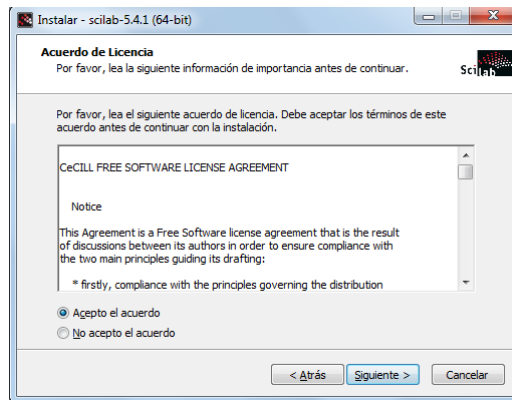 Instalar - scilab-5.4.1 (64-bit)
Acuerdo de Licencia
Por favor, lea la siguiente información de importancia antes de continuar.
Scilab
Por favor, lea el siguiente acuerdo de licencia. Debe aceptar los términos de este
acuerdo antes de continuar con la instalación.
CeCILL FREE SOFTWARE LICENSE AGREEMENT
Notice
This Agreement is a Free Software license agreement that is the result
of discussions between its authors in order to ensure compliance with
the two main principles guiding its drafting:
* firstly, compliance with the principles governing the distribution
Acepto el acuerdo
No acepto el acuerdo
< Atrás Siguiente > Cancelar